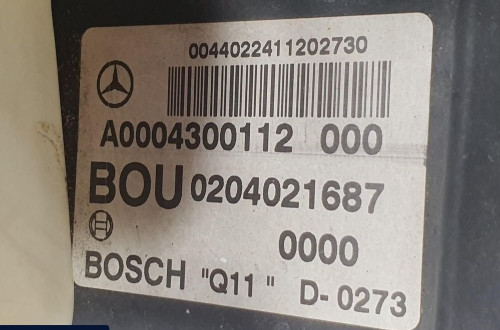 0044022411202730
A0004300112 000
BOU 0204021687
0000
BOSCH "Q11 " D-0273